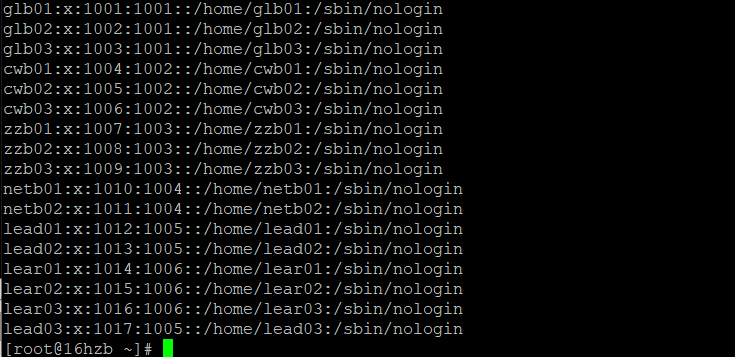 glb01:x:1001:1001::/home/glb01:/sbin/nologin
glb02:x:1002:1001::/home/glb02:/sbin/nologin
glb03:x:1003:1001::/home/glb03:/sbin/nologin
cwb01:x:1004:1002::/home/cwb01:/sbin/nologin
cwb02:x:1005:1002::/home/cwb02:/sbin/nologin
cwb03:x:1006:1002::/home/cwb03:/sbin/nologin
zzb01:x:1007:1003::/home/zzb01:/sbin/nologin
zzb02:x:1008:1003::/home/zzb02:/sbin/nologin
zzb03:x:1009:1003::/home/zzb03:/sbin/nologin
netb01:x:1010:1004::/home/netb01:/sbin/nologin
netb02:x:1011:1004::/home/netb02:/sbin/nologin
lead01:x:1012:1005::/home/lead01:/sbin/nologin
lead02:x:1013:1005::/home/lead02:/sbin/nologin
lear01:x:1014:1006::/home/lear01:/sbin/nologin
lear02:x:1015:1006::/home/lear02:/sbin/nologin
lear03:x:1016:1006::/home/lear03:/sbin/nologin
lead03:x:1017:1005::/home/lead03:/sbin/nologin
[root@16hzb ~]#